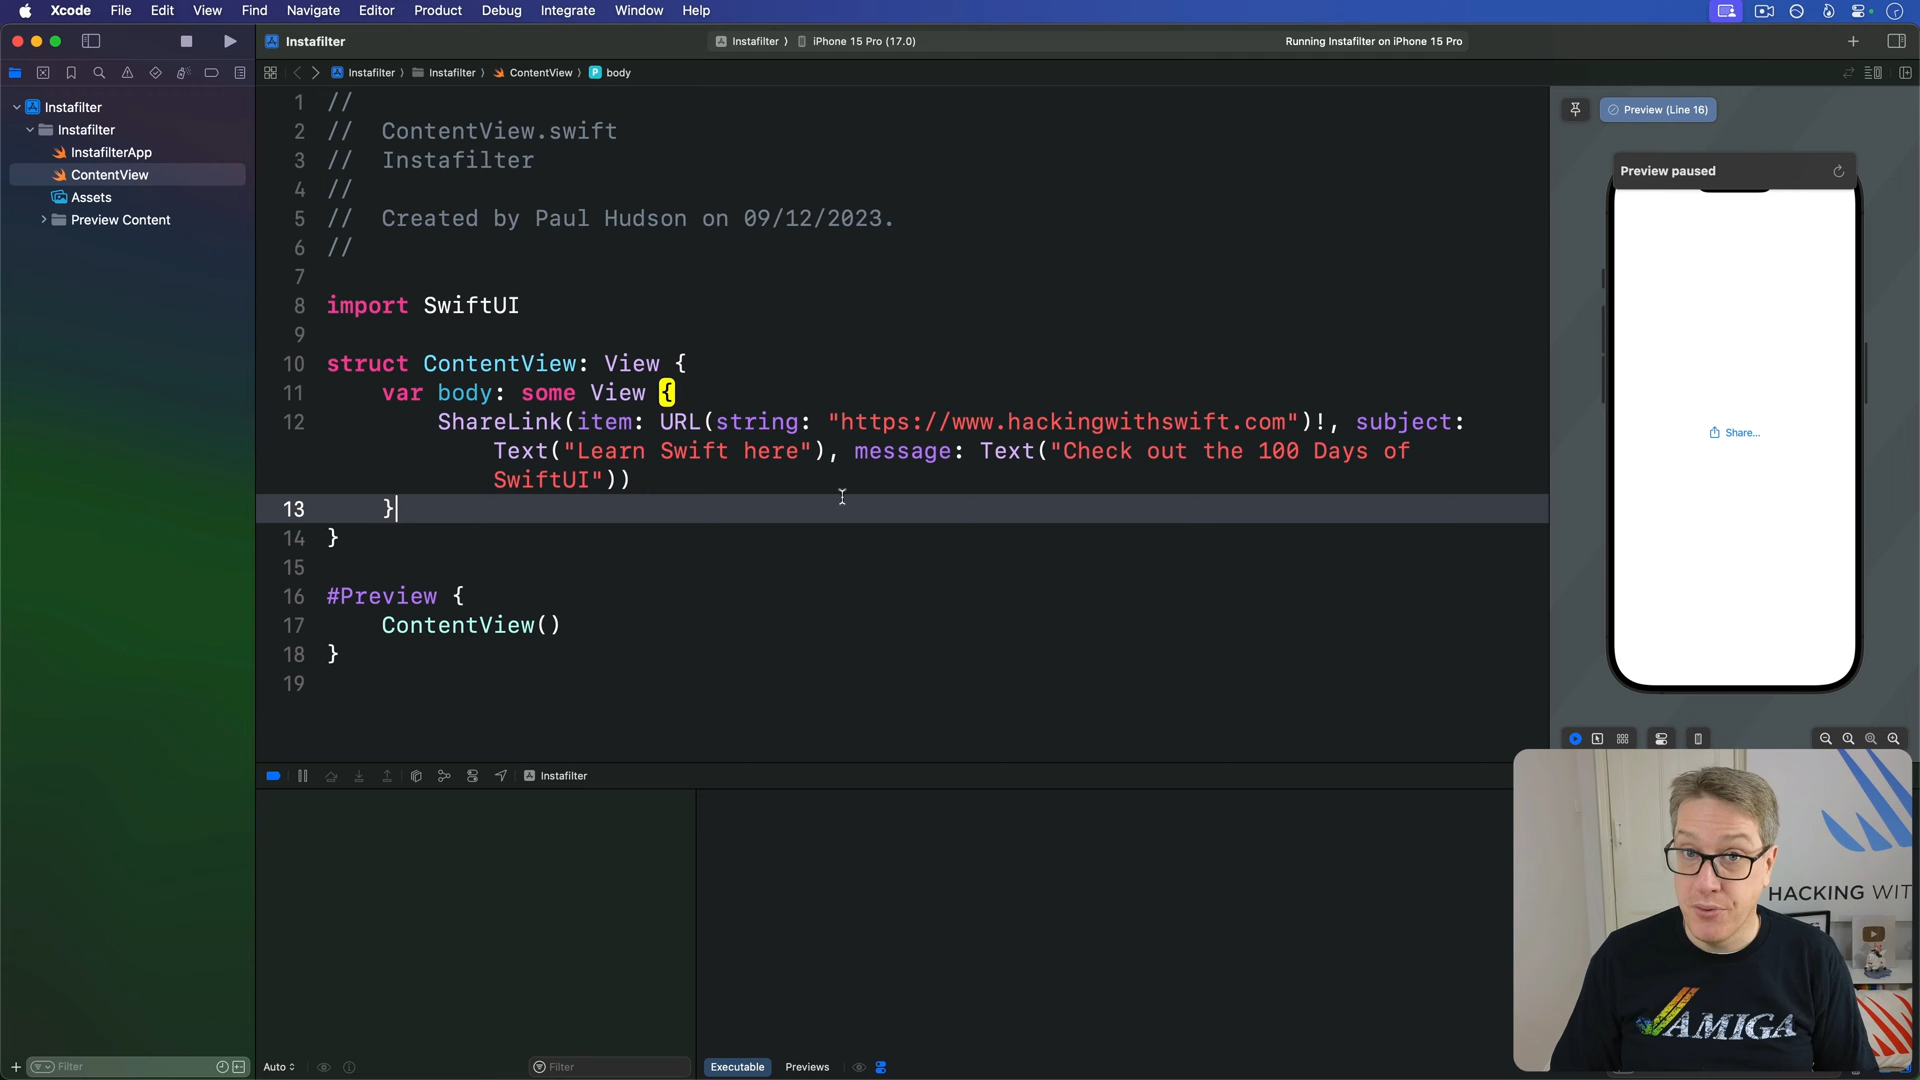 Xcode File Edit View Find Navigate Editor Product Debug Integrate Window Help
Instafilter
Instafilter 〉 iPhone 15 Pro (17.0)
Running Instafilter on iPhone 15 Pro
Instafilter 〉 Instafilter 〉 ContentView 〉 P body
Instafilter
Instafilter
InstafilterApp
ContentView
Assets
Preview Content
1 //
2 // ContentView.swift
3 // Instafilter
4 //
5 // Created by Paul Hudson on 09/12/2023.
6 //
7
8 import SwiftUI
9
10 struct ContentView: View {
11 var body: some View {
12 ShareLink(item: URL(string: "https://www.hackingwithswift.com")!, subject:
Text("Learn Swift here"), message: Text("Check out the 100 Days of
SwiftUI"))
13 }
14 }
15
16 #Preview {
17 ContentView()
18 }
19
Preview (Line 16)
Preview paused
Share...
Instafilter
HACKING WIT
AMIGA
Filter
Auto
Filter
Executable
Previews